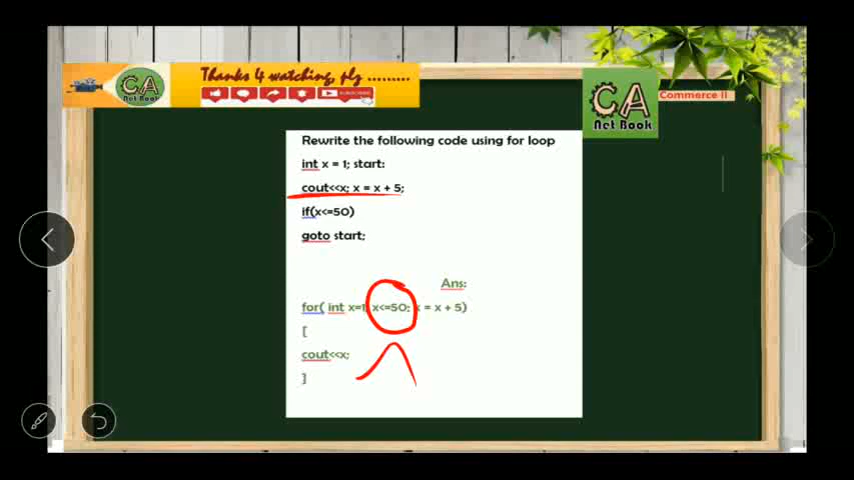 Thanks 4 watching, plz .........
SUBSCRIBE
CA
Net Book
CA
Net Book
Commerce II
Rewrite the following code using for loop
int x = 1; start:
cout<<x; x = x + 5;
if(x<=50)
goto start;
Ans:
for( int x=1 x<=50; x = x + 5)
[
cout<<x;
]